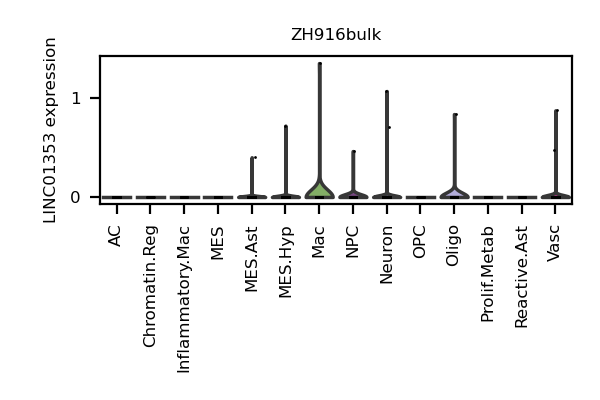 ZH916bulk
LINC01353 expression
1
0
AC
Chromatin.Reg
Inflammatory.Mac
MES
MES.Ast
MES.Hyp
Mac
NPC
Neuron
OPC
Oligo
Prolif.Metab
Reactive.Ast
Vasc